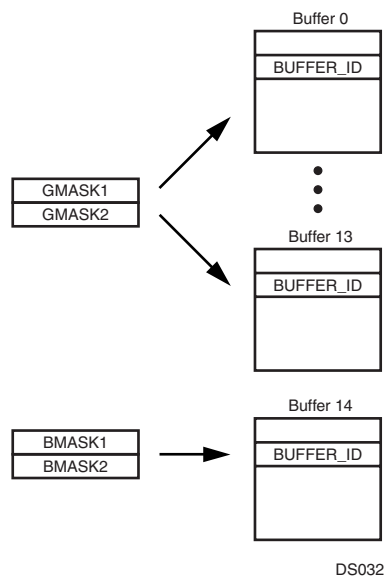 Buffer 0
BUFFER_ID
GMASK1
GMASK2
Buffer 13
BUFFER_ID
Buffer 14
BMASK1
BUFFER_ID
BMASK2
DS032